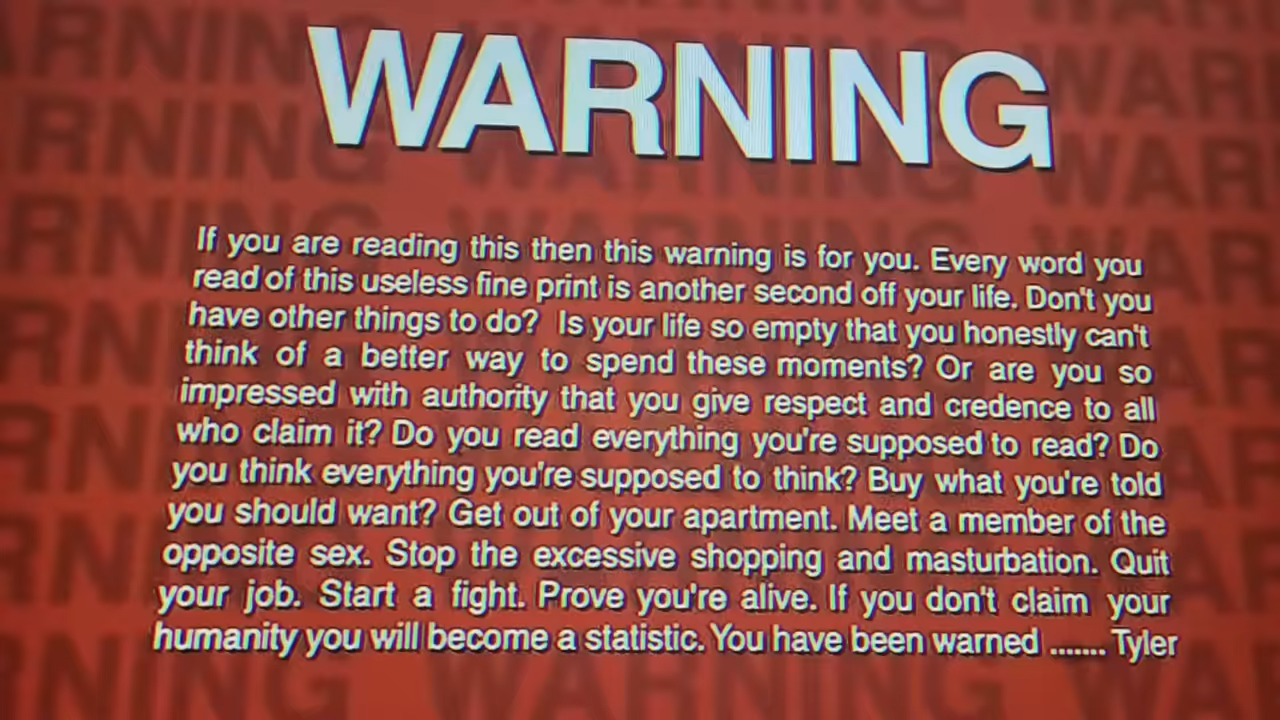 WARNING
If you are reading this then this warning is for you. Every word you
read of this useless fine print is another second off your life. Don't you
have other things to do? Is your life so empty that you honestly can't
think of a better way to spend these moments? Or are you so
impressed with authority that you give respect and credence to all
who claim it? Do you read everything you're supposed to read? Do
you think everything you're supposed to think? Buy what you're told
you should want? Get out of your apartment. Meet a member of the
opposite sex. Stop the excessive shopping and masturbation. Quit
your job. Start a fight. Prove you're alive. If you don't claim your
humanity you will become a statistic. You have been warned ....... Tyler